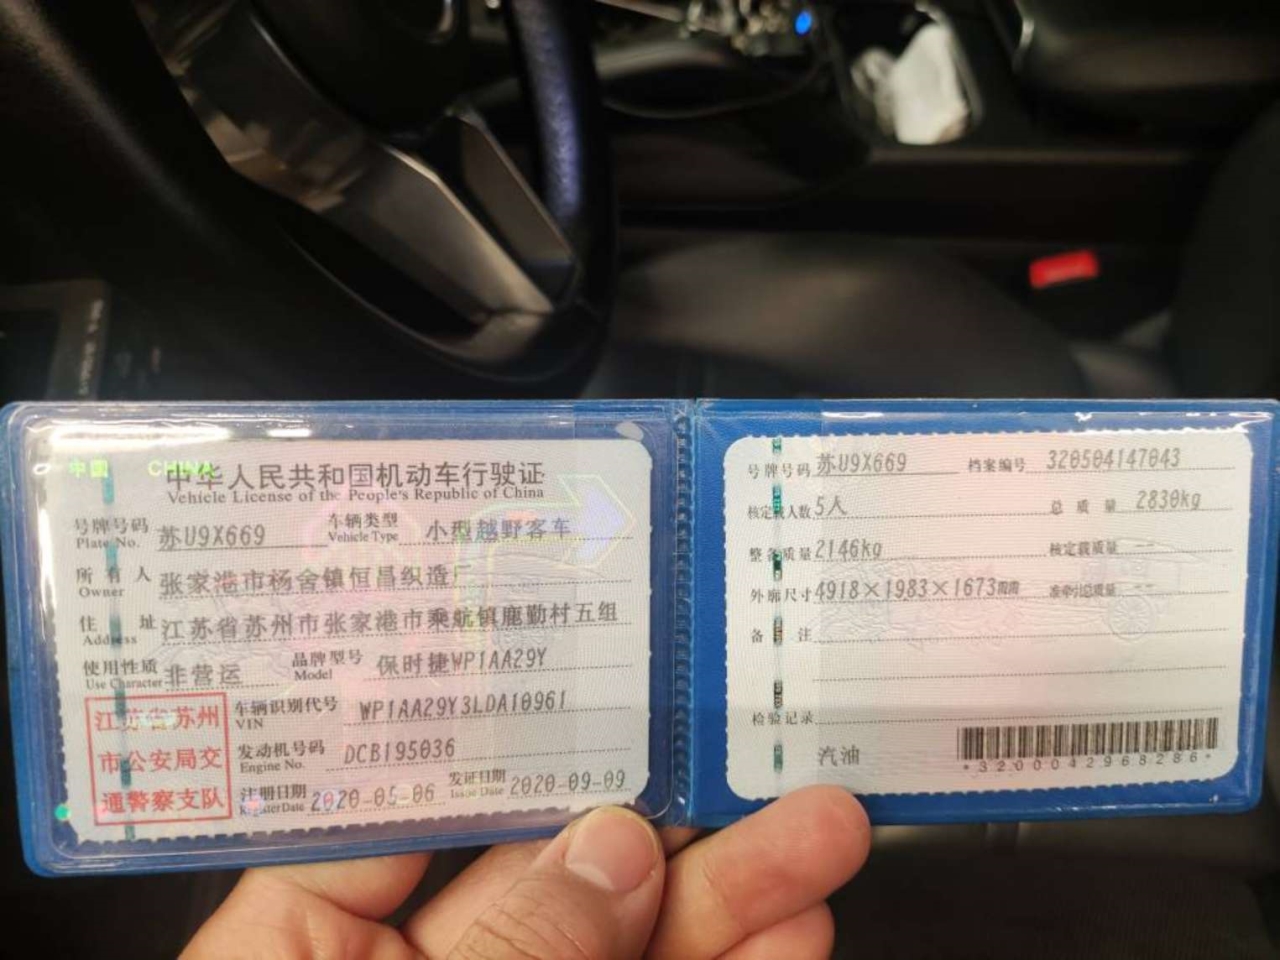 中国 CHINA
中华人民共和国机动车行驶证
Vehicle License of the People's Republic of China
号牌号码 苏U9X669 车辆类型 小型越野客车
Plate No. Vehicle Type
所有人 张家港市杨舍镇恒昌织造厂
Owner
住址 江苏省苏州市张家港市乘航镇鹿勤村五组
Address
使用性质 非营运 品牌型号 保时捷WP1AA29Y
Use Character Model
车辆识别代号 WP1AA29Y3LDA10961
VIN
发动机号码 DCB195036
Engine No.
注册日期 2020-05-06 发证日期 2020-09-09
Register Date Issue Date
江苏省苏州
市公安局交
通警察支队
号牌号码 苏U9X669 档案编号 320504147043
核定载人数 5人 总质量 2830kg
整备质量 2146kg 核定载质量 --
外廓尺寸 4918×1983×1673mm 准牵引总质量 --
备注
检验记录
汽油
*3200042968286*